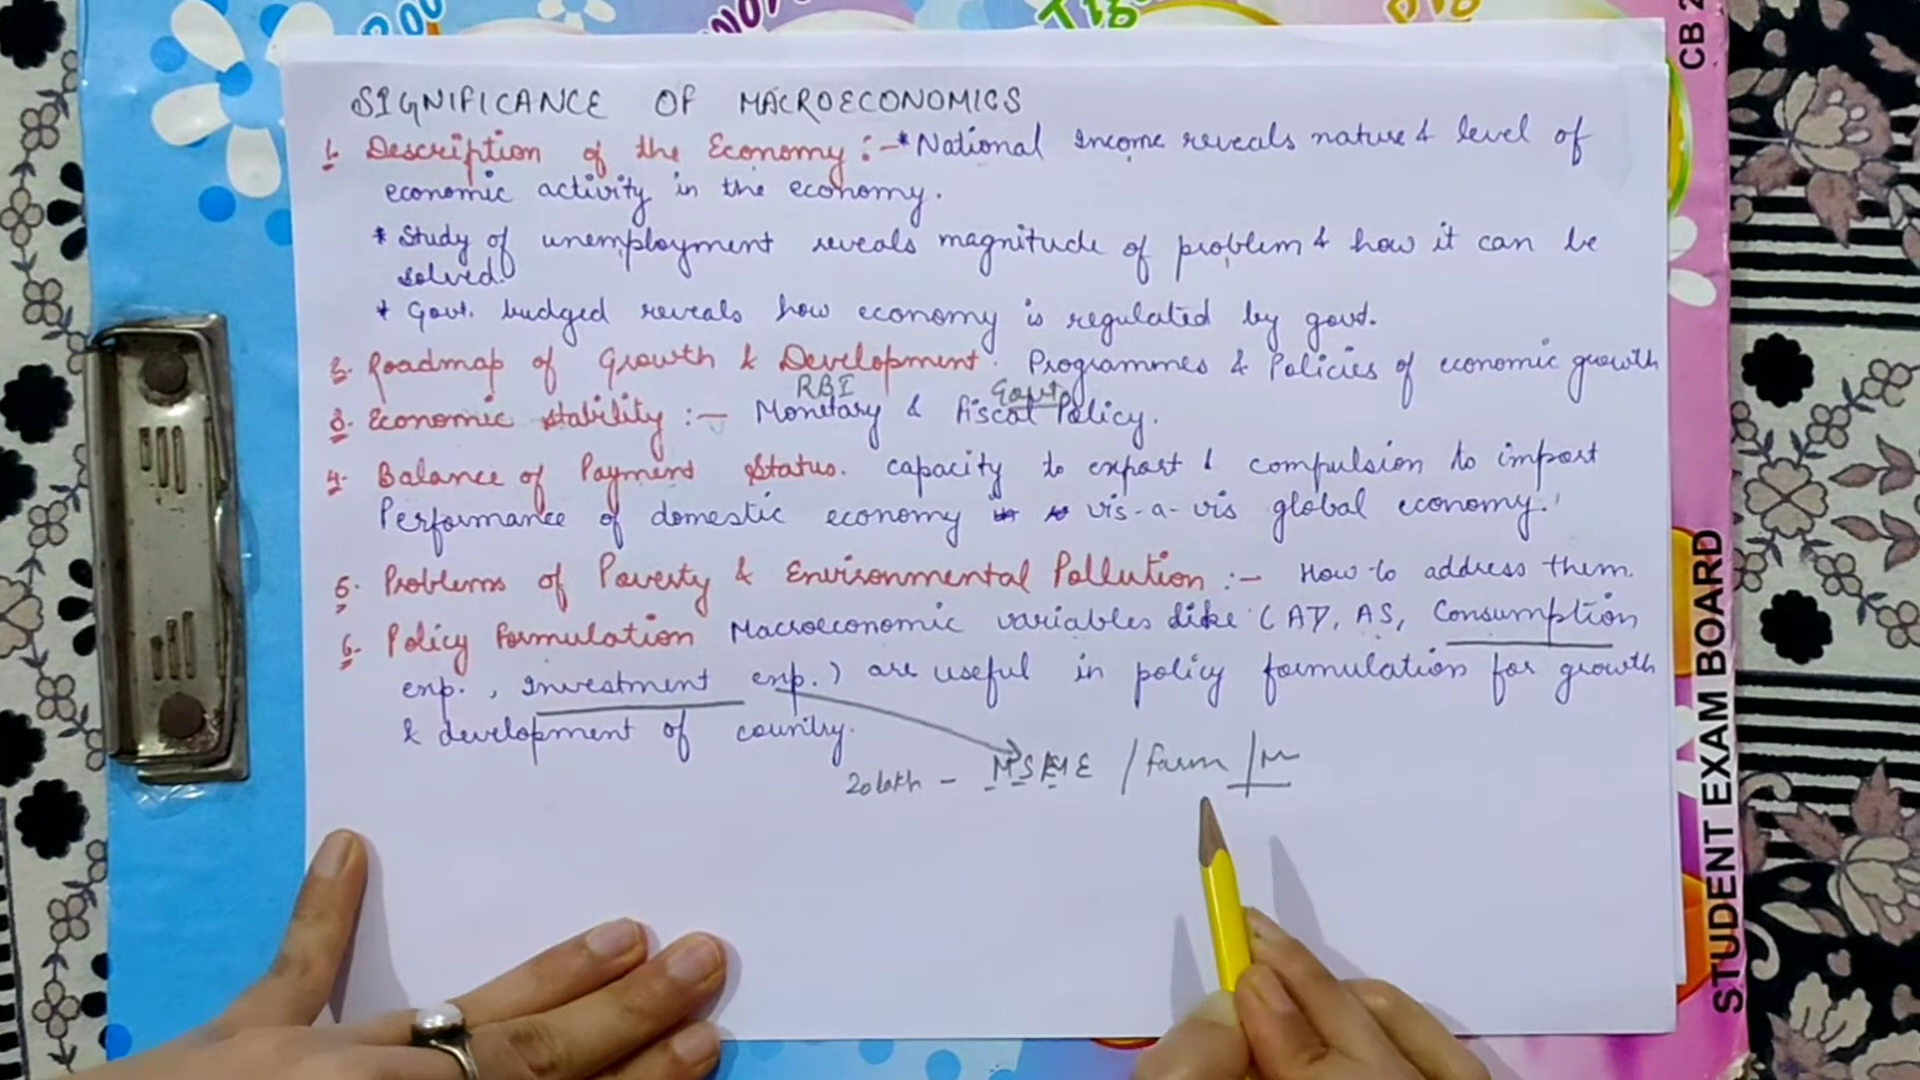 CB 2
SIGNIFICANCE OF MACROECONOMICS
1. Description of the Economy :- * National Income reveals nature & level of
economic activity in the economy.
* Study of unemployment reveals magnitude of problem & how it can be
solved.
* Govt. budged reveals how economy is regulated by govt.
2. Roadmap of Growth & Development. Programmes & Policies of economic growth
RBI Govt
3. Economic stability :- Monetary & Fiscal Policy.
4. Balance of Payment Status. capacity to export & compulsion to import
Performance of domestic economy vis-a-vis global economy.
5. Problems of Poverty & Environmental Pollution :- How to address them.
6. Policy Formulation Macroeconomic variables like (AD, AS, Consumption
exp., Investment exp.) are useful in policy formulation for growth
& development of country.
20 lakh - MSME / Farm / M
STUDENT EXAM BOARD